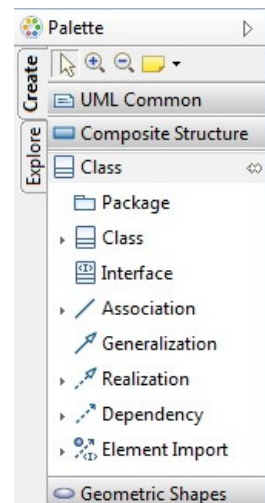 Palette
Create
Explore
UML Common
Composite Structure
Class
Package
Class
Interface
Association
Generalization
Realization
Dependency
Element Import
Geometric Shapes